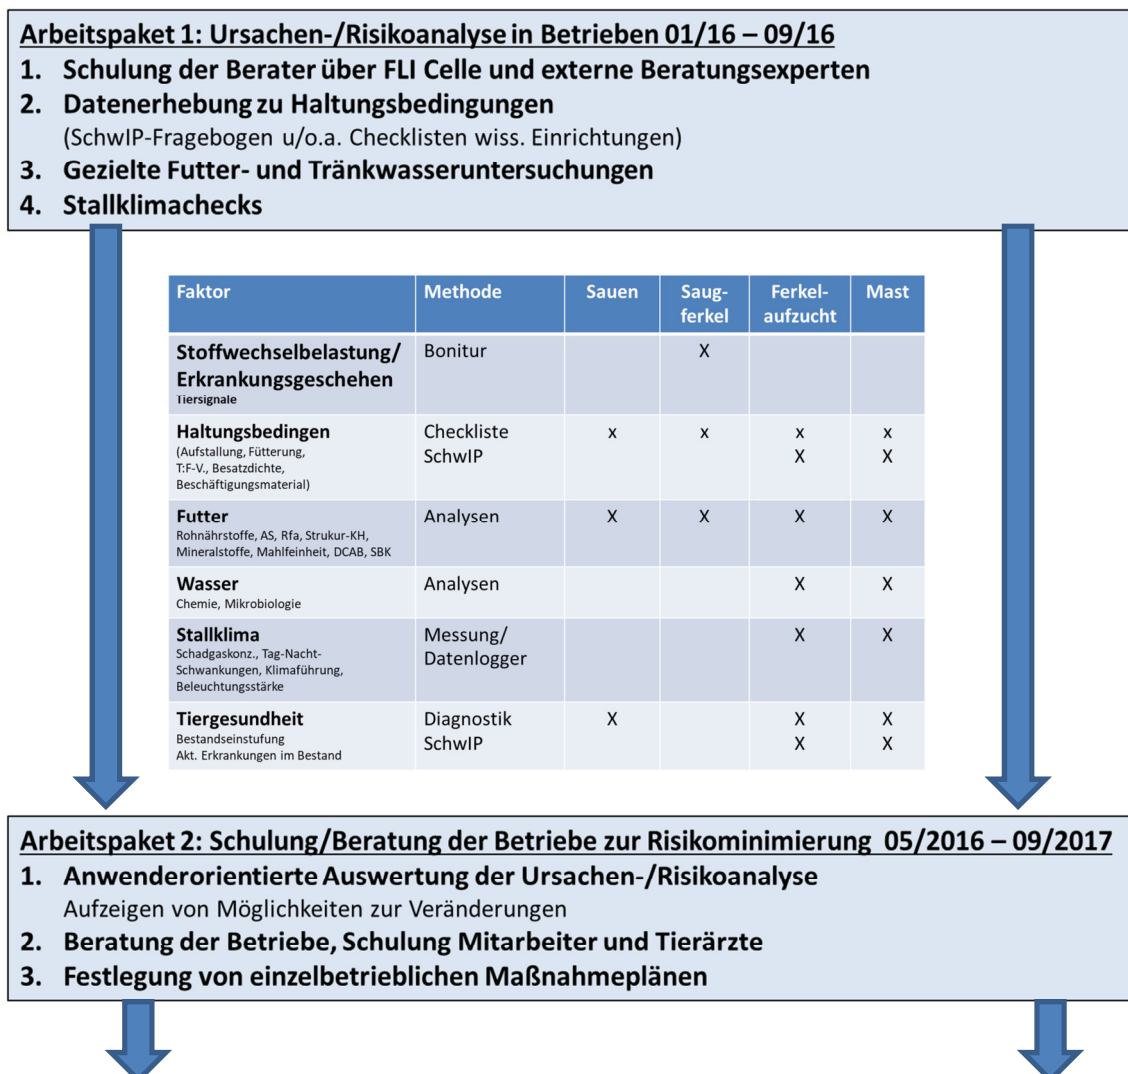 Arbeitspaket 1: Ursachen-/Risikoanalyse in Betrieben 01/16 – 09/16
1. Schulung der Berater über FLI Celle und externe Beratungsexperten
2. Datenerhebung zu Haltungsbedingungen
(SchwIP-Fragebogen u/o.a. Checklisten wiss. Einrichtungen)
3. Gezielte Futter- und Tränkwasseruntersuchungen
4. Stallklimachecks
Faktor Methode Sauen Saug- Ferkel- Mast
ferkel aufzucht
Stoffwechselbelastung/ Bonitur X
Erkrankungsgeschehen
Tiersignale
Haltungsbedingen Checkliste x x x x
(Aufstallung, Fütterung, SchwIP X X
T:F-V., Besatzdichte,
Beschäftigungsmaterial)
Futter Analysen X X X X
Rohnährstoffe, AS, Rfa, Strukur-KH,
Mineralstoffe, Mahlfeinheit, DCAB, SBK
Wasser Analysen X X
Chemie, Mikrobiologie
Stallklima Messung/ X X
Schadgaskonz., Tag-Nacht- Datenlogger
Schwankungen, Klimaführung,
Beleuchtungsstärke
Tiergesundheit Diagnostik X X X
Bestandseinstufung SchwIP X X
Akt. Erkrankungen im Bestand
Arbeitspaket 2: Schulung/Beratung der Betriebe zur Risikominimierung 05/2016 – 09/2017
1. Anwenderorientierte Auswertung der Ursachen-/Risikoanalyse
Aufzeigen von Möglichkeiten zur Veränderungen
2. Beratung der Betriebe, Schulung Mitarbeiter und Tierärzte
3. Festlegung von einzelbetrieblichen Maßnahmeplänen